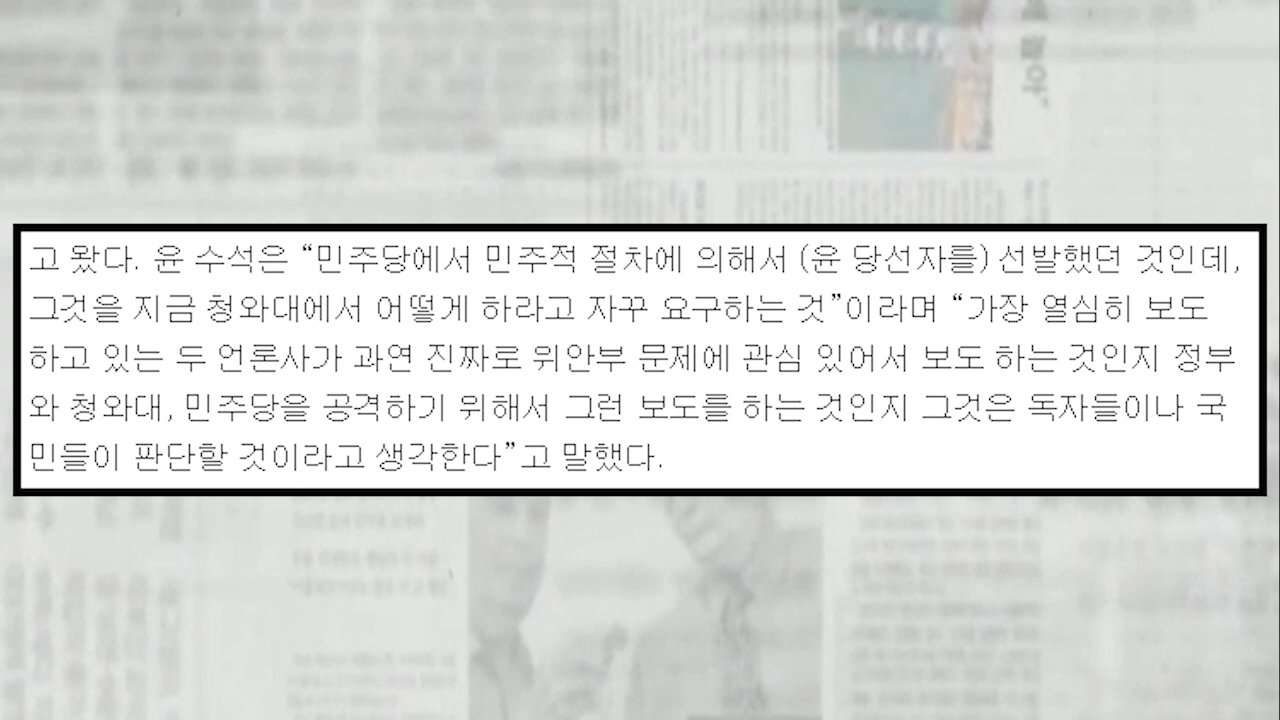 고 왔다. 윤 수석은 “민주당에서 민주적 절차에 의해서 (윤 당선자를) 선발했던 것인데,
그것을 지금 청와대에서 어떻게 하라고 자꾸 요구하는 것”이라며 “가장 열심히 보도
하고 있는 두 언론사가 과연 진짜로 위안부 문제에 관심 있어서 보도 하는 것인지 정부
와 청와대, 민주당을 공격하기 위해서 그런 보도를 하는 것인지 그것은 독자들이나 국
민들이 판단할 것이라고 생각한다”고 말했다.